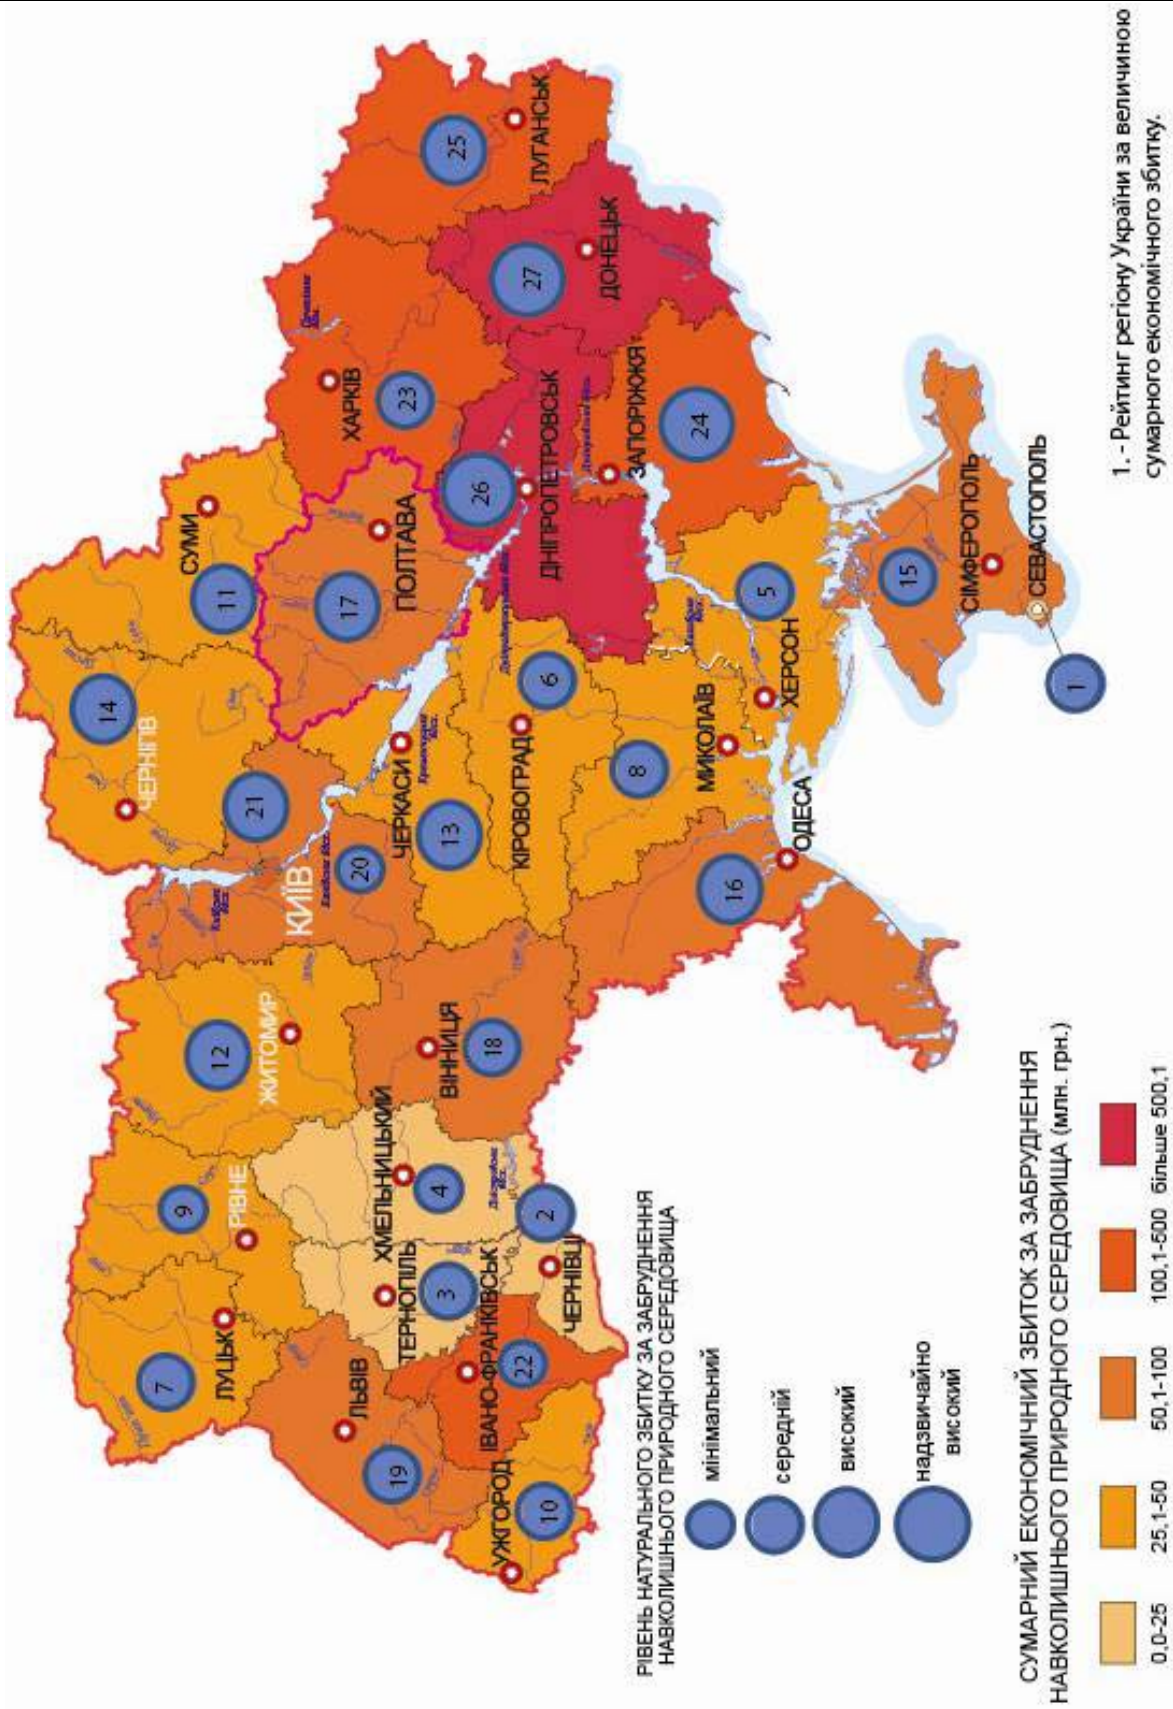 ЛУЦЬК
7
РІВНЕ
9
ЖИТОМИР
12
КИЇВ
20
21
ЧЕРНІГІВ
14
СУМИ
11
ЛЬВІВ
19
ТЕРНОПІЛЬ
3
ХМЕЛЬНИЦЬКИЙ
4
ВІННИЦЯ
18
ЧЕРКАСИ
13
ПОЛТАВА
17
ХАРКІВ
23
ЛУГАНСЬК
25
УЖГОРОД
10
ІВАНО-ФРАНКІВСЬК
22
ЧЕРНІВЦІ
2
КІРОВОГРАД
6
ДНІПРОПЕТРОВСЬК
26
ДОНЕЦЬК
27
ОДЕСА
16
МИКОЛАЇВ
8
ХЕРСОН
5
ЗАПОРІЖЖЯ
24
СІМФЕРОПОЛЬ
15
СЕВАСТОПОЛЬ
1
РІВЕНЬ НАТУРАЛЬНОГО ЗБИТКУ ЗА ЗАБРУДНЕННЯ
НАВКОЛИШНЬОГО ПРИРОДНОГО СЕРЕДОВИЩА
мінімальний
середній
високий
надзвичайно
високий
СУМАРНИЙ ЕКОНОМІЧНИЙ ЗБИТОК ЗА ЗАБРУДНЕННЯ
НАВКОЛИШНЬОГО ПРИРОДНОГО СЕРЕДОВИЩА (млн. грн.)
0,0-25 25,1-50 50,1-100 100,1-500 більше 500,1
1. - Рейтинг регіону України за величиною
сумарного економічного збитку.